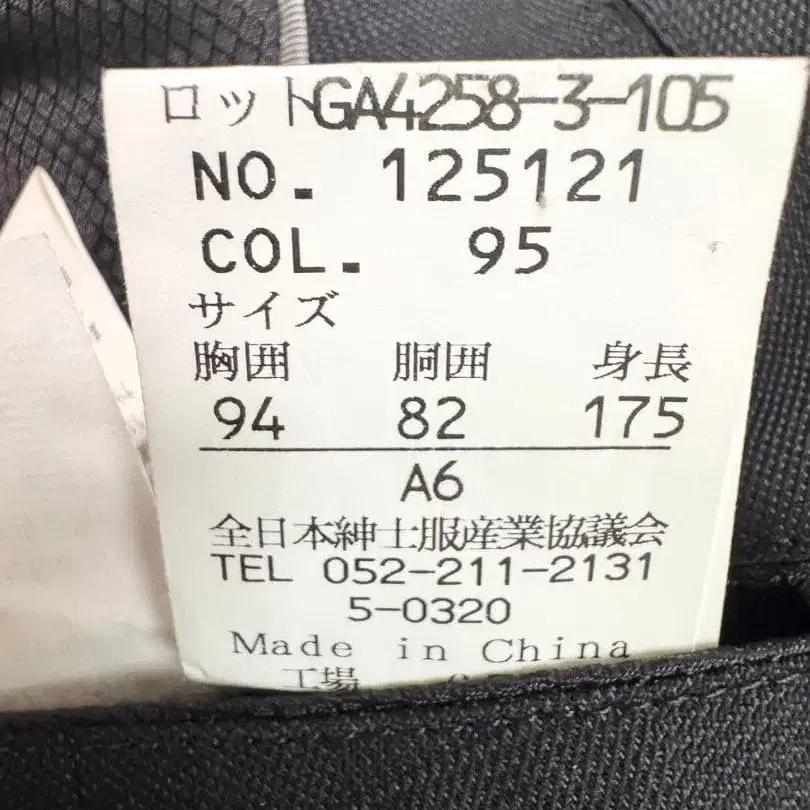 ロットGA4258-3-105
NO. 125121
COL. 95
サイズ
胸囲 胴囲 身長
94 82 175
A6
全日本紳士服産業協議会
TEL 052-211-2131
5-0320
Made in China
工場